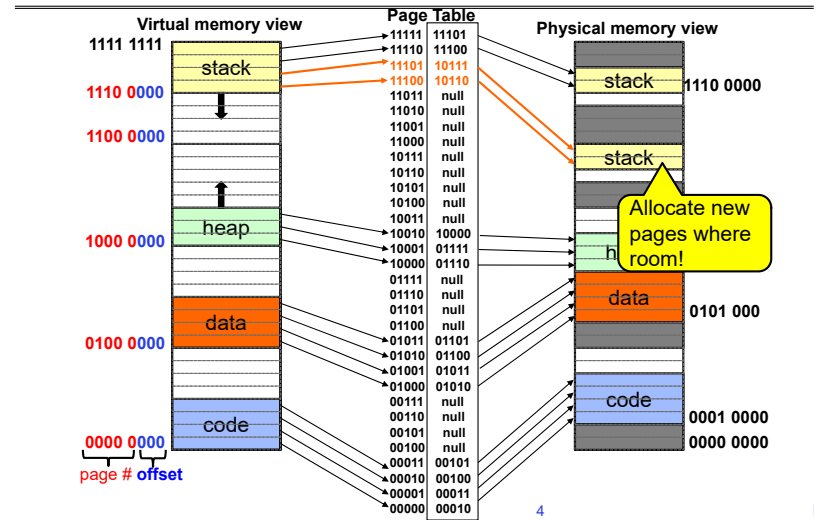 Virtual memory view
1111 1111
stack
1110 0000
1100 0000
heap
1000 0000
data
0100 0000
code
0000 0000
page # offset
Page Table
11111 11101
11110 11100
11101 10111
11100 10110
11011 null
11010 null
11001 null
11000 null
10111 null
10110 null
10101 null
10100 null
10011 null
10010 10000
10001 01111
10000 01110
01111 null
01110 null
01101 null
01100 null
01011 01101
01010 01100
01001 01011
01000 01010
00111 null
00110 null
00101 null
00100 null
00011 00101
00010 00100
00001 00011
00000 00010
Physical memory view
stack
1110 0000
stack
Allocate new
pages where
room!
h
data
0101 000
code
0001 0000
0000 0000
4